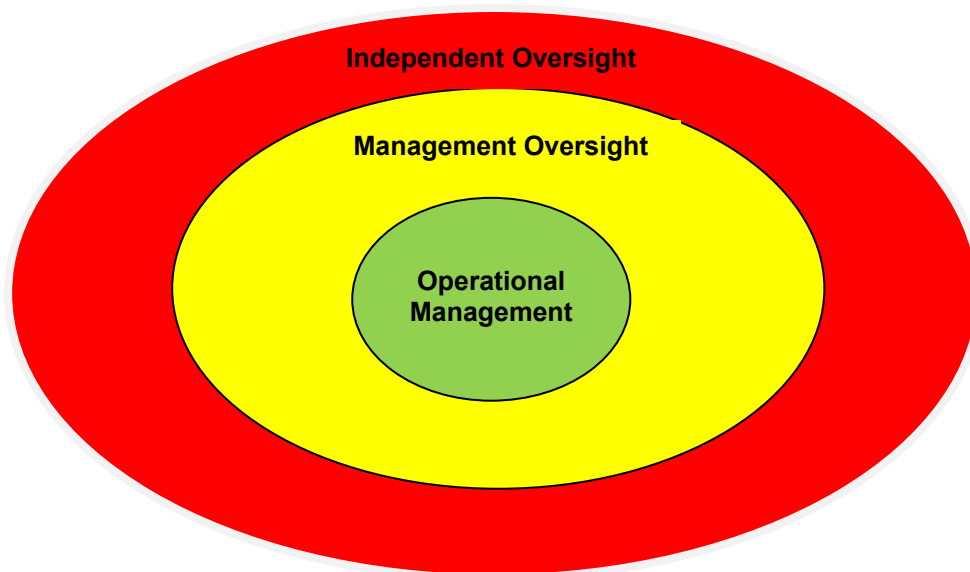 Independent Oversight
Management Oversight
Operational
Management